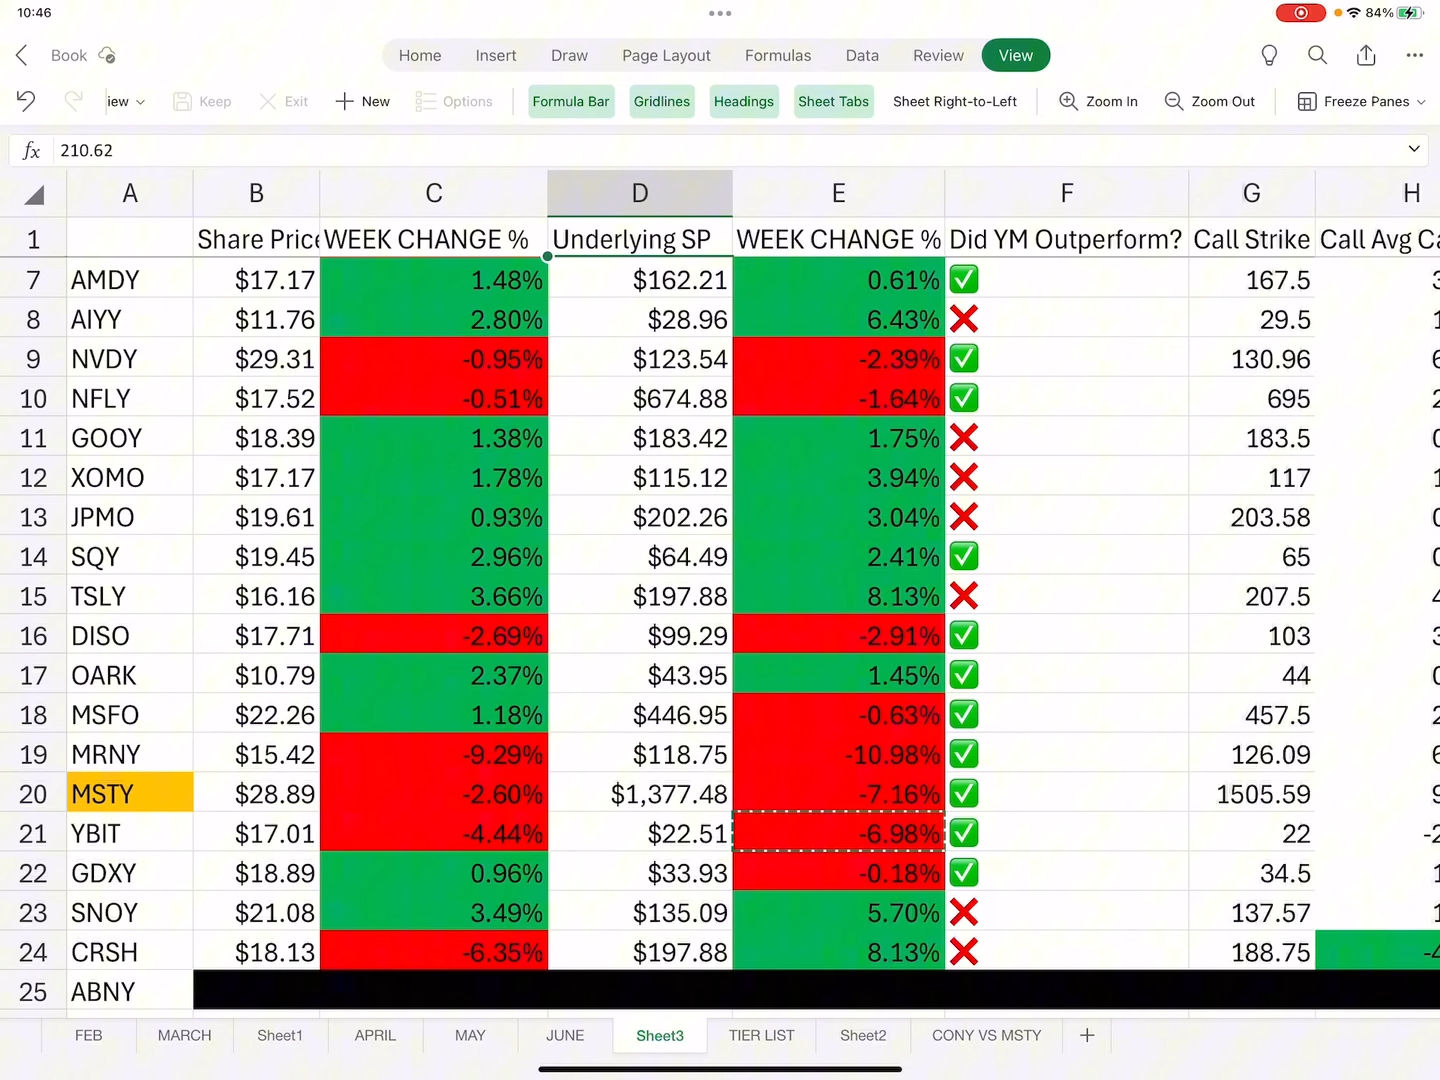 10:46
84%
Book
Home Insert Draw Page Layout Formulas Data Review View
iew Keep Exit New Options Formula Bar Gridlines Headings Sheet Tabs Sheet Right-to-Left Zoom In Zoom Out Freeze Panes
fx 210.62
A B C D E F G H
1 Share Price WEEK CHANGE % Underlying SP WEEK CHANGE % Did YM Outperform? Call Strike Call Avg Ca
7 AMDY $17.17 1.48% $162.21 0.61% ✅ 167.5
8 AIYY $11.76 2.80% $28.96 6.43% ❌ 29.5
9 NVDY $29.31 -0.95% $123.54 -2.39% ✅ 130.96
10 NFLY $17.52 -0.51% $674.88 -1.64% ✅ 695
11 GOOY $18.39 1.38% $183.42 1.75% ❌ 183.5
12 XOMO $17.17 1.78% $115.12 3.94% ❌ 117
13 JPMO $19.61 0.93% $202.26 3.04% ❌ 203.58
14 SQY $19.45 2.96% $64.49 2.41% ✅ 65
15 TSLY $16.16 3.66% $197.88 8.13% ❌ 207.5
16 DISO $17.71 -2.69% $99.29 -2.91% ✅ 103
17 OARK $10.79 2.37% $43.95 1.45% ✅ 44
18 MSFO $22.26 1.18% $446.95 -0.63% ✅ 457.5
19 MRNY $15.42 -9.29% $118.75 -10.98% ✅ 126.09
20 MSTY $28.89 -2.60% $1,377.48 -7.16% ✅ 1505.59
21 YBIT $17.01 -4.44% $22.51 -6.98% ✅ 22
22 GDXY $18.89 0.96% $33.93 -0.18% ✅ 34.5
23 SNOY $21.08 3.49% $135.09 5.70% ❌ 137.57
24 CRSH $18.13 -6.35% $197.88 8.13% ❌ 188.75
25 ABNY
FEB MARCH Sheet1 APRIL MAY JUNE Sheet3 TIER LIST Sheet2 CONY VS MSTY